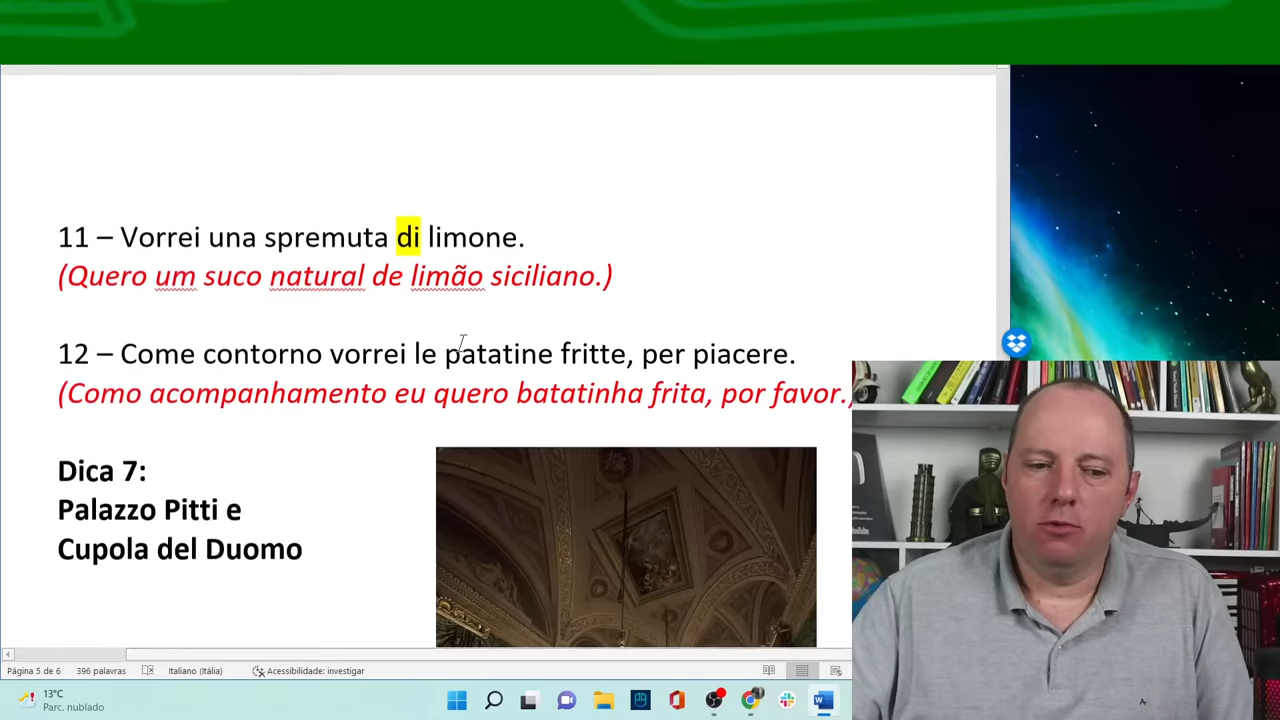 11 – Vorrei una spremuta di limone.
(Quero um suco natural de limão siciliano.)
12 – Come contorno vorrei le patatine fritte, per piacere.
(Como acompanhamento eu quero batatinha frita, por favor.)
Dica 7:
Palazzo Pitti e
Cupola del Duomo
Página 5 de 6 396 palavras Italiano (Itália) Acessibilidade: investigar
13°C
Parc. nublado